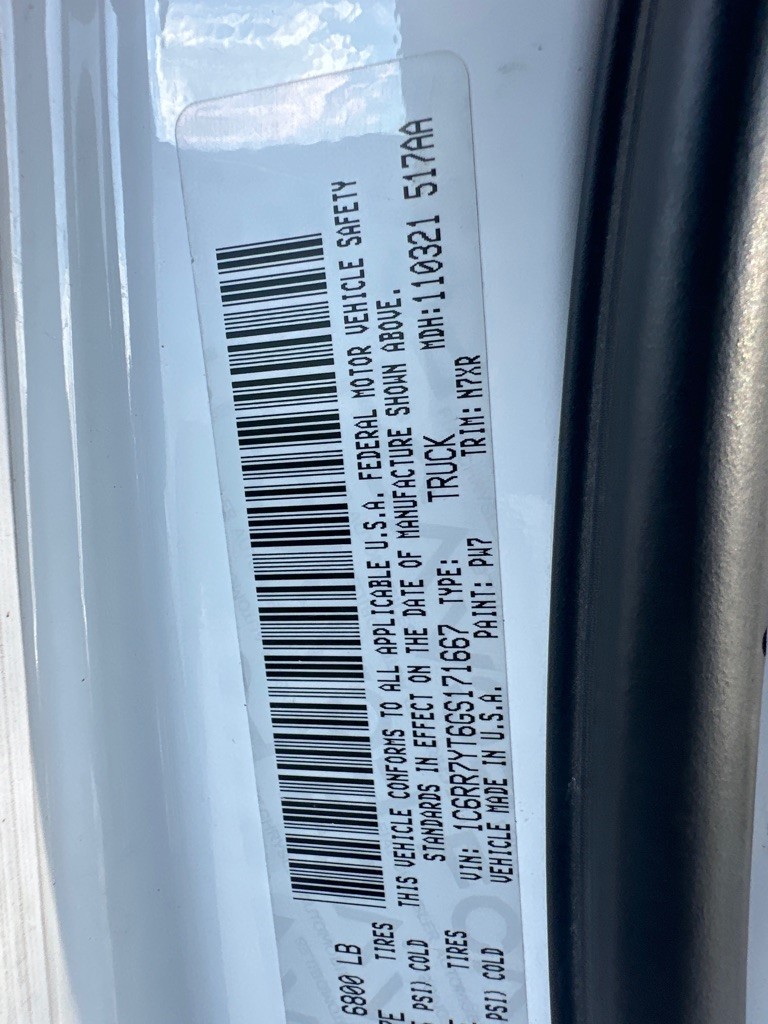 6800 LB
TIRES
PSI) COLD
TIRES
PSI) COLD
THIS VEHICLE CONFORMS TO ALL APPLICABLE U.S.A. FEDERAL MOTOR VEHICLE SAFETY
STANDARDS IN EFFECT ON THE DATE OF MANUFACTURE SHOWN ABOVE.
VIN: 1C6RR7YT6GS171667 TYPE: TRUCK MDH:110321 517AA
VEHICLE MADE IN U.S.A. PAINT: PW7 TRIM: N7XR